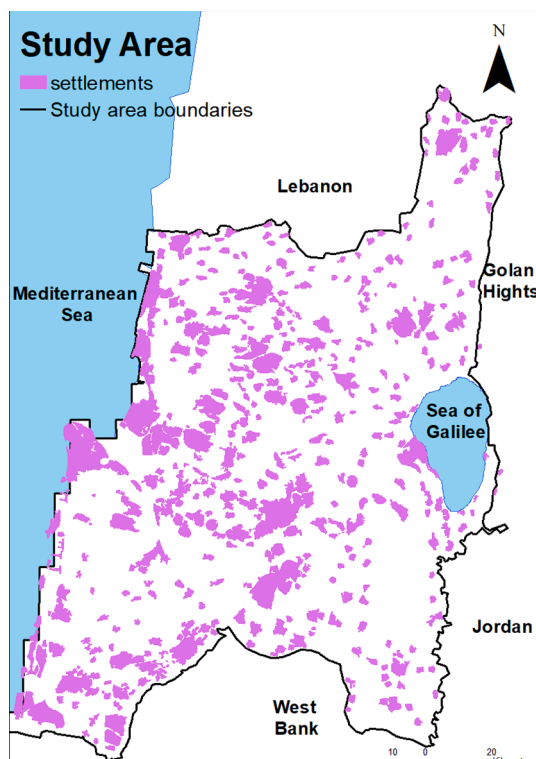 Study Area
settlements
Study area boundaries
N
Lebanon
Golan
Hights
Mediterranean
Sea
Sea of
Galilee
Jordan
West
Bank
10 0 20